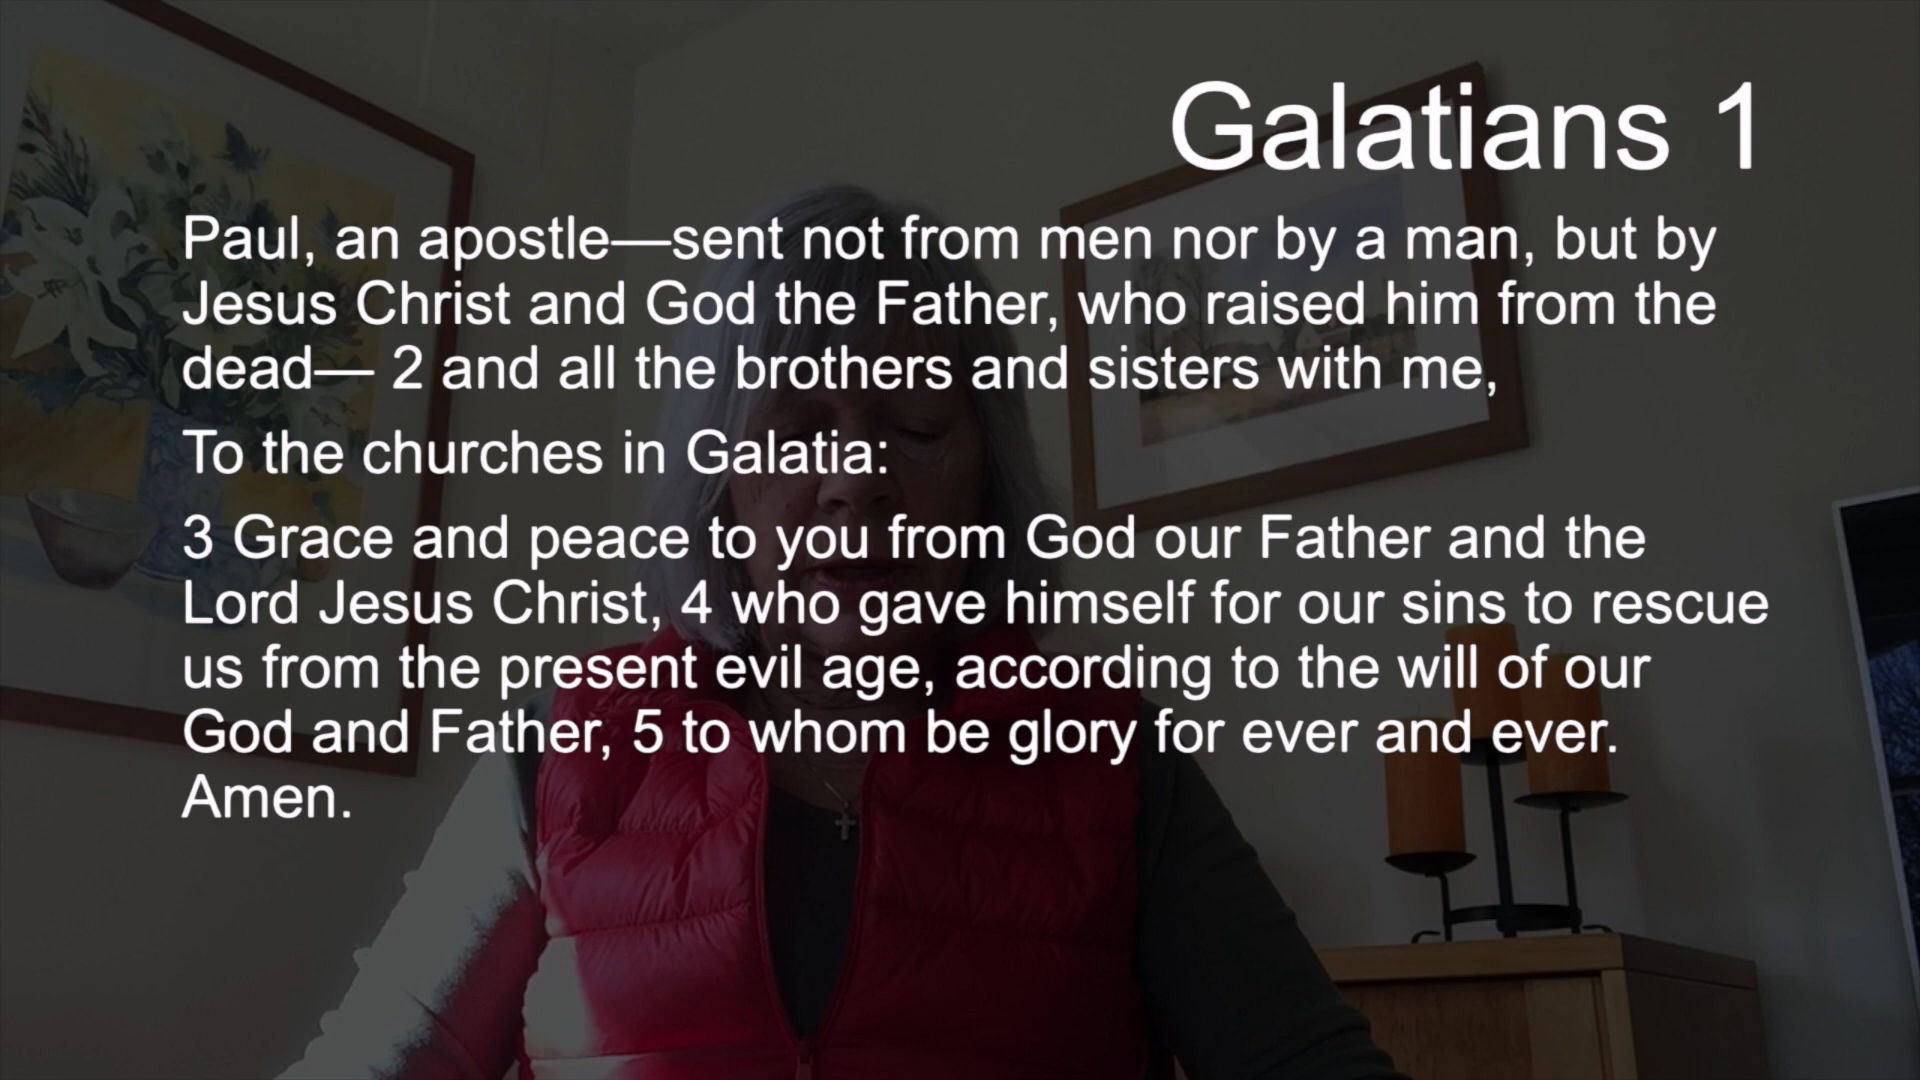 Galatians 1
Paul, an apostle—sent not from men nor by a man, but by
Jesus Christ and God the Father, who raised him from the
dead— 2 and all the brothers and sisters with me,
To the churches in Galatia:
3 Grace and peace to you from God our Father and the
Lord Jesus Christ, 4 who gave himself for our sins to rescue
us from the present evil age, according to the will of our
God and Father, 5 to whom be glory for ever and ever.
Amen.